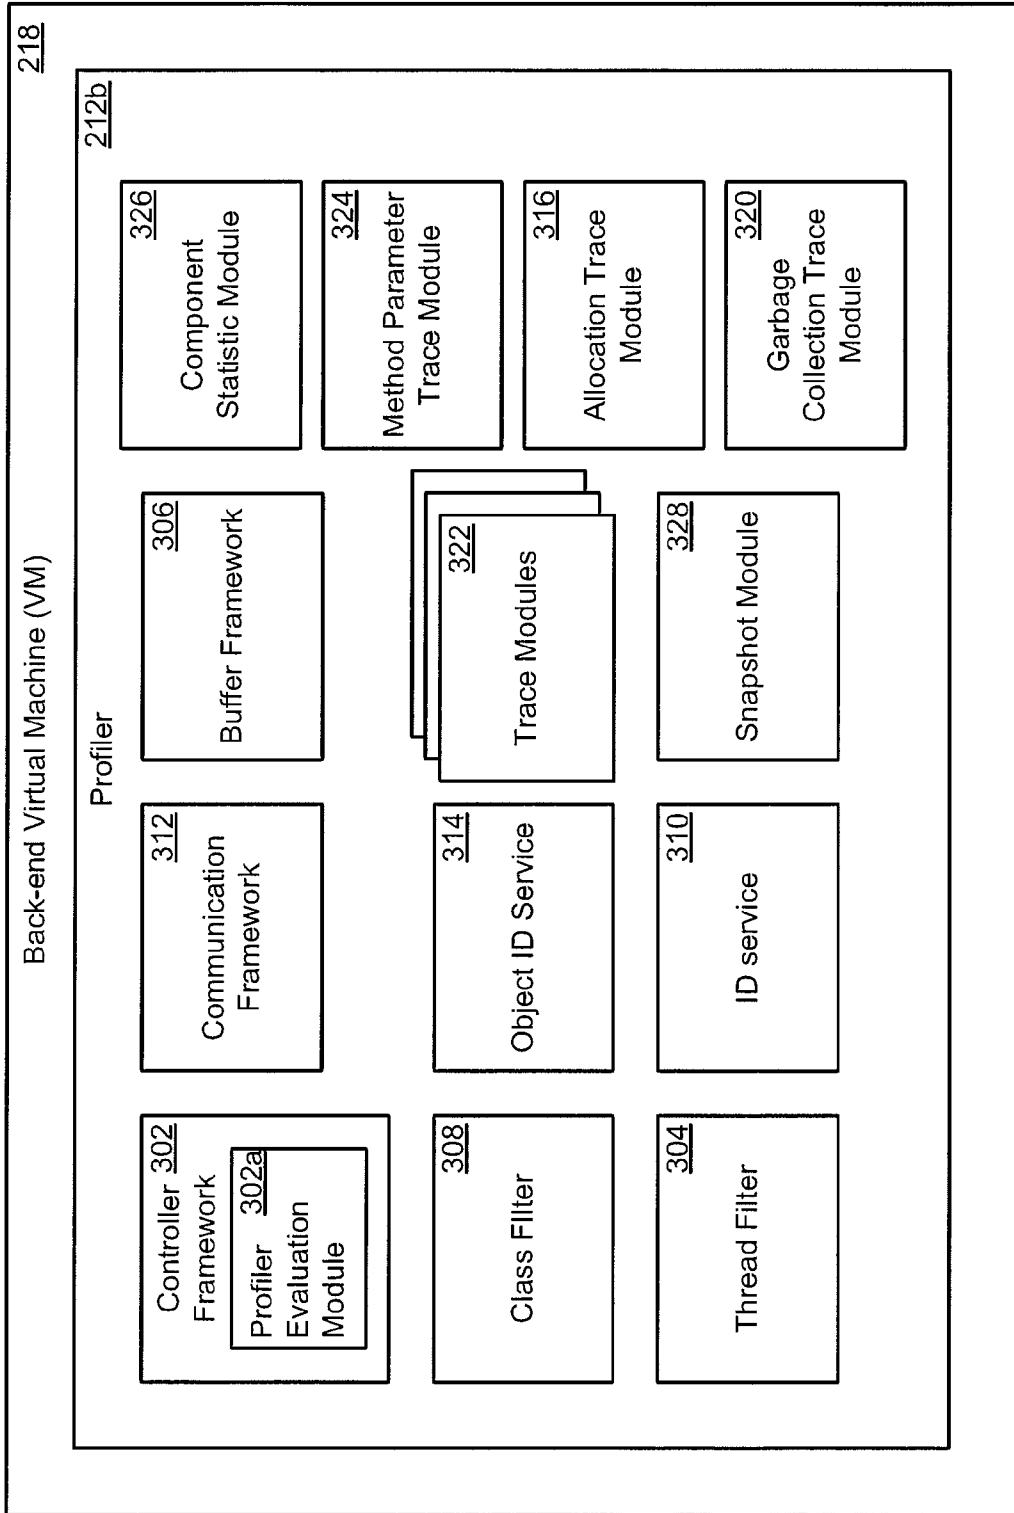 Back-end Virtual Machine (VM)
218
Profiler
212b
Controller
Framework
302
Profiler
Evaluation
Module
302a
Communication
Framework
312
Buffer Framework
306
Component
Statistic Module
326
Class FIlter
308
Object ID Service
314
Trace Modules
322
Method Parameter
Trace Module
324
Allocation Trace
Module
316
Thread Filter
304
ID service
310
Snapshot Module
328
Garbage
Collection Trace
Module
320